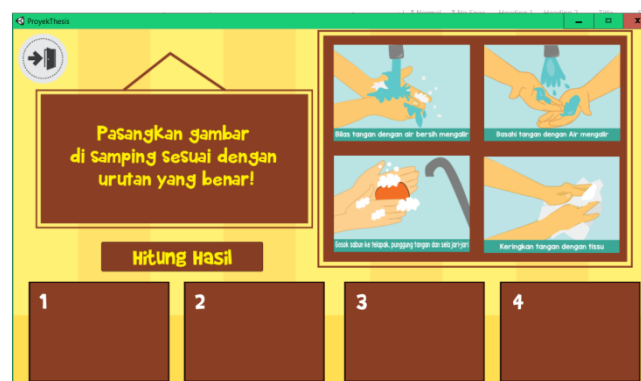 ProyekThesis
Pasangkan gambar
di samping sesuai dengan
urutan yang benar!
Hitung Hasil
Bilas tangan dengan air bersih mengalir
Basahi tangan dengan Air mengalir
Gosok sabun ke telapak, punggung tangan dan sela jari-jari
Keringkan tangan dengan tissu
1
2
3
4